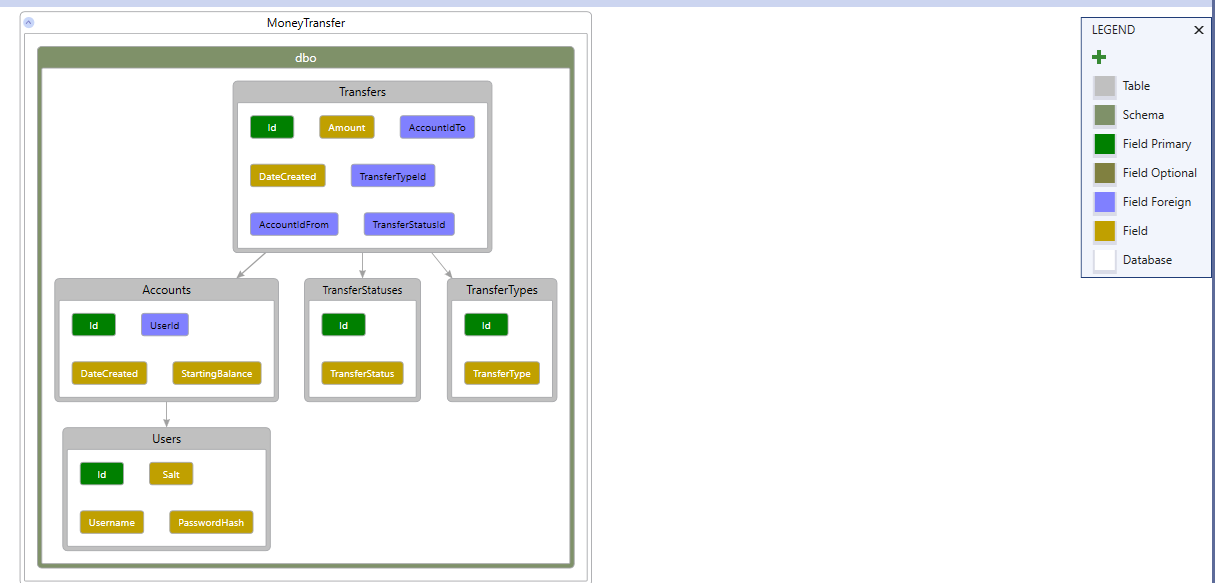 MoneyTransfer
dbo
Transfers
Id Amount AccountIdTo
DateCreated TransferTypeId
AccountIdFrom TransferStatusId
Accounts
Id UserId
DateCreated StartingBalance
TransferStatuses
Id
TransferStatus
TransferTypes
Id
TransferType
Users
Id Salt
Username PasswordHash
LEGEND
Table
Schema
Field Primary
Field Optional
Field Foreign
Field
Database